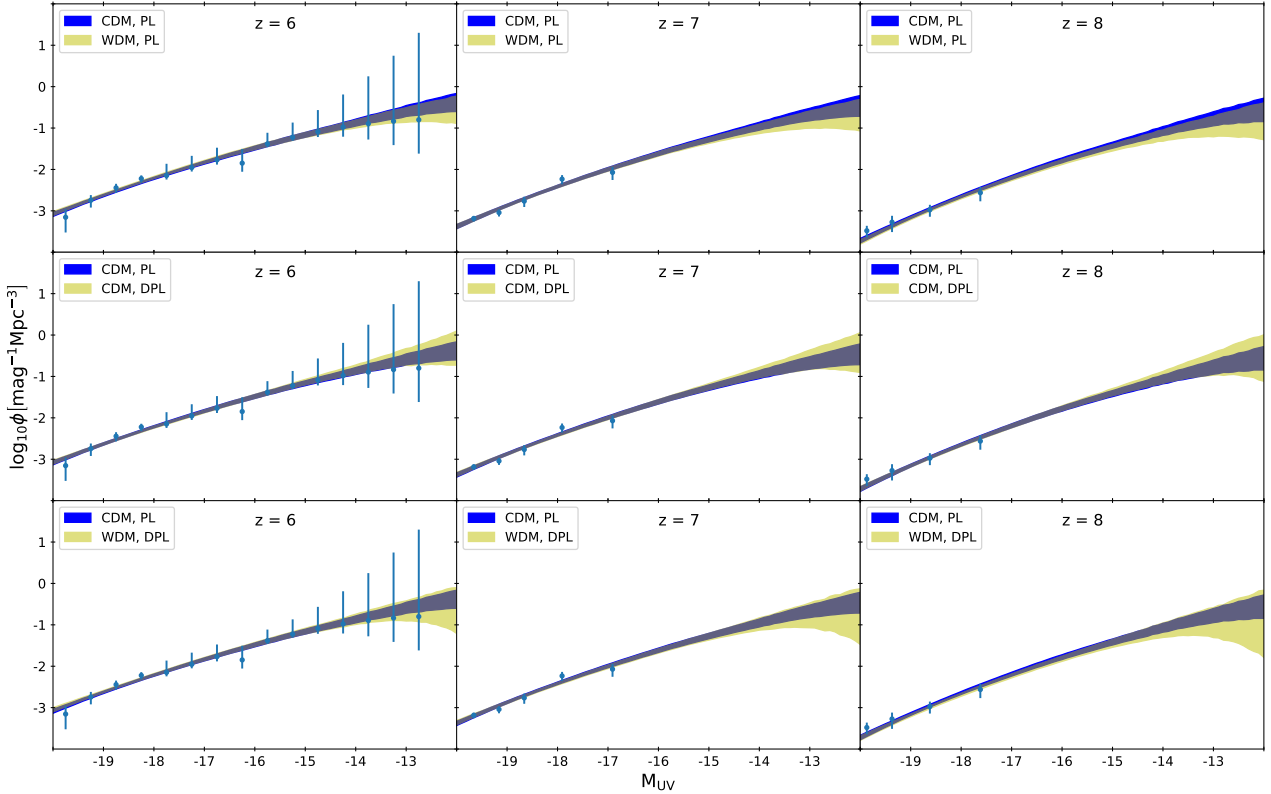 CDM, PL
WDM, PL
z = 6
CDM, PL
WDM, PL
z = 7
CDM, PL
WDM, PL
z = 8
1
0
-1
-2
-3
CDM, PL
CDM, DPL
z = 6
CDM, PL
CDM, DPL
z = 7
CDM, PL
CDM, DPL
z = 8
1
0
-1
-2
-3
log₁₀ϕ [mag⁻¹Mpc⁻³]
CDM, PL
WDM, DPL
z = 6
CDM, PL
WDM, DPL
z = 7
CDM, PL
WDM, DPL
z = 8
1
0
-1
-2
-3
-19 -18 -17 -16 -15 -14 -13 -19 -18 -17 -16 -15 -14 -13 -19 -18 -17 -16 -15 -14 -13
M_UV